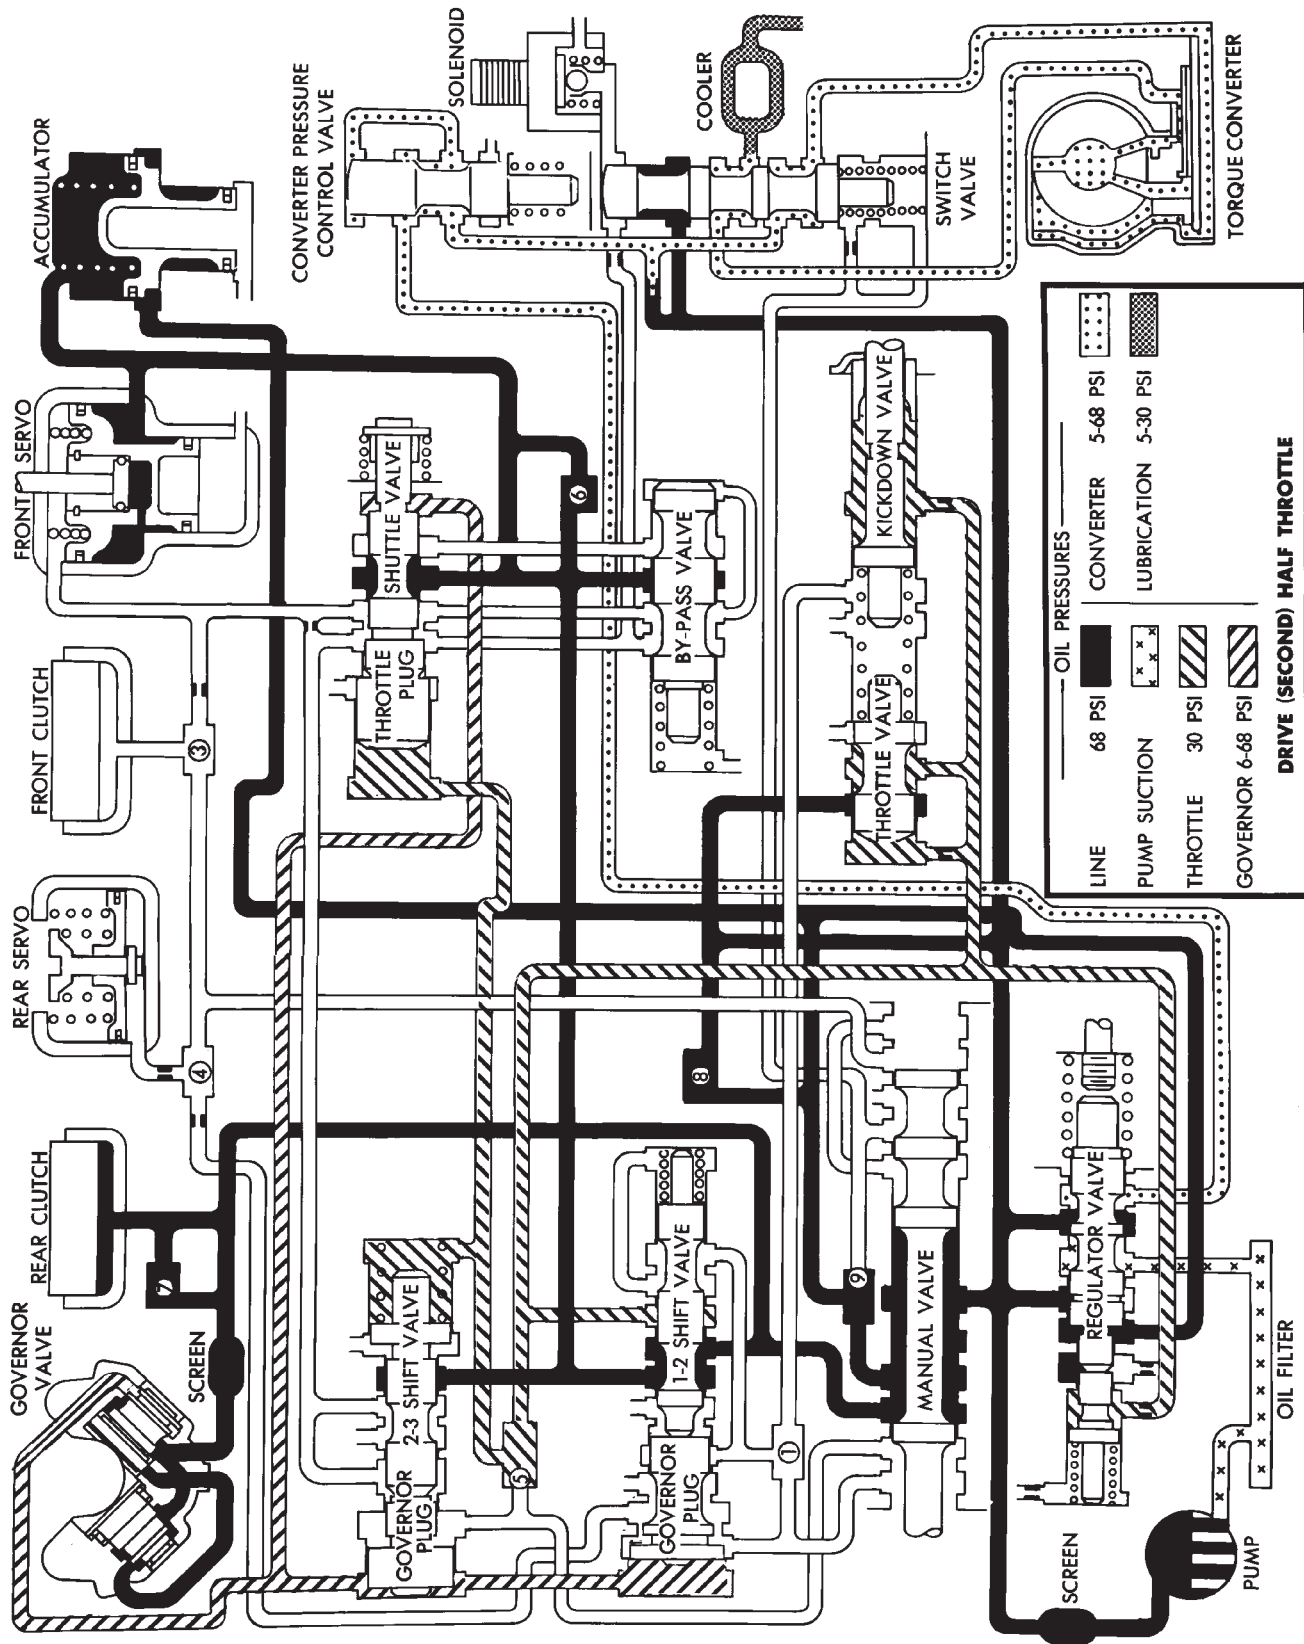 GOVERNOR
VALVE
REAR CLUTCH
REAR SERVO
FRONT CLUTCH
FRONT SERVO
ACCUMULATOR
SCREEN
7
4
3
CONVERTER PRESSURE
CONTROL VALVE
SOLENOID
GOVERNOR
PLUG
2-3 SHIFT VALVE
THROTTLE
PLUG
SHUTTLE VALVE
5
6
GOVERNOR
PLUG
1-2 SHIFT VALVE
8
BY-PASS VALVE
COOLER
1
9
THROTTLE VALVE
KICKDOWN VALVE
MANUAL VALVE
SWITCH
VALVE
SCREEN
REGULATOR VALVE
PUMP
OIL FILTER
TORQUE CONVERTER
OIL PRESSURES
LINE 68 PSI
CONVERTER 5-68 PSI
PUMP SUCTION
LUBRICATION 5-30 PSI
THROTTLE 30 PSI
GOVERNOR 6-68 PSI
DRIVE (SECOND) HALF THROTTLE